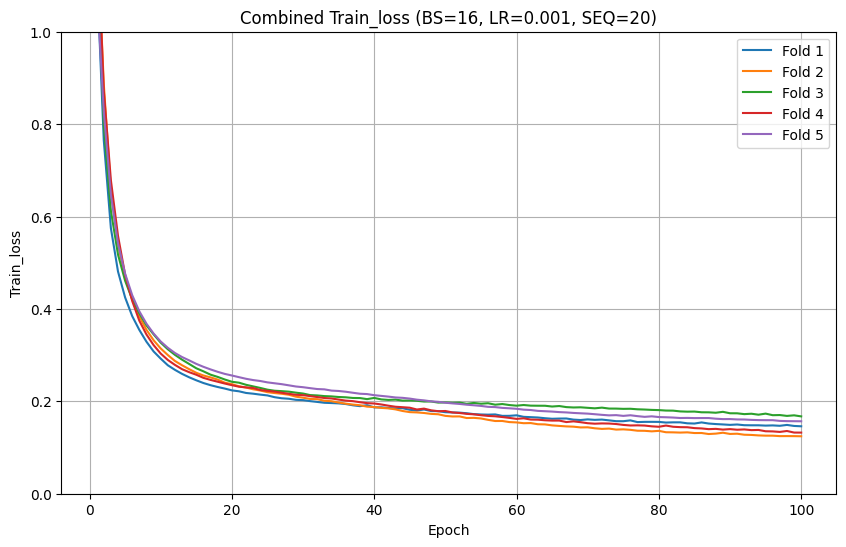 Combined Train_loss (BS=16, LR=0.001, SEQ=20)
Fold 1
Fold 2
Fold 3
Fold 4
Fold 5
Train_loss
1.0
0.8
0.6
0.4
0.2
0.0
0 20 40 60 80 100
Epoch